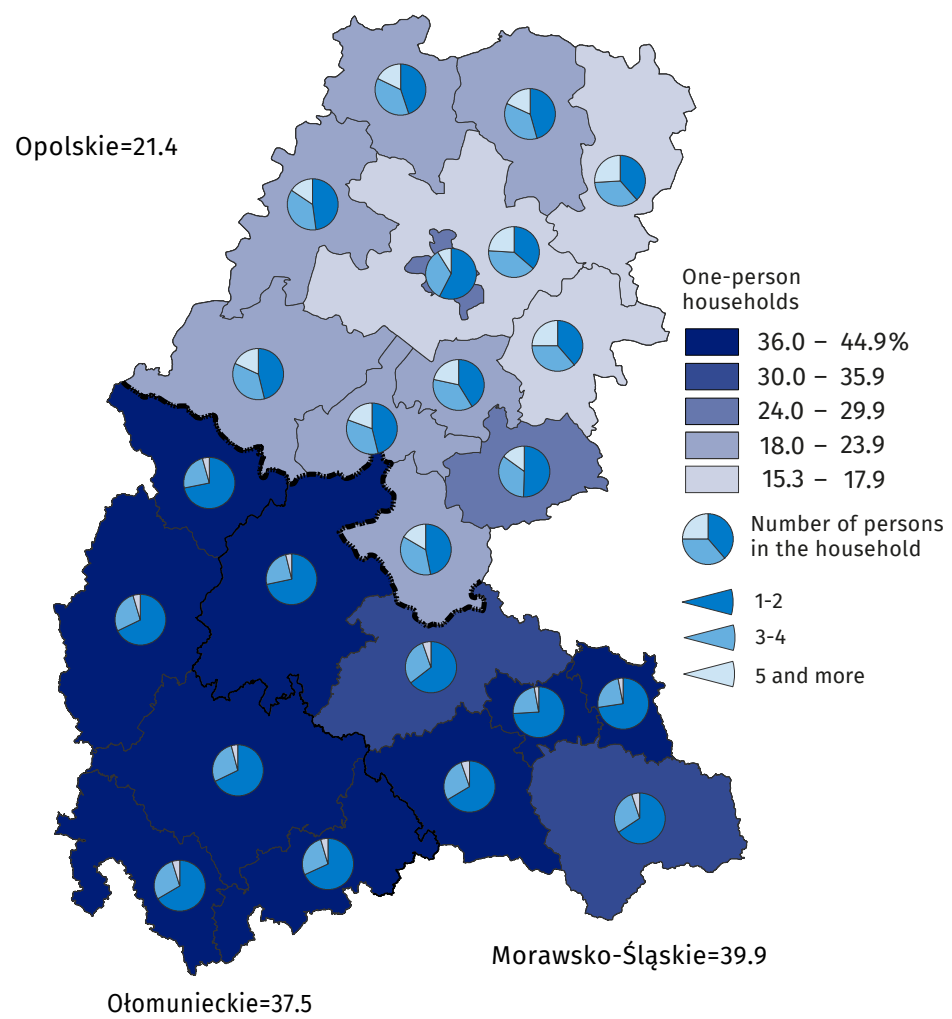 Opolskie=21.4
One-person
households
36.0 – 44.9%
30.0 – 35.9
24.0 – 29.9
18.0 – 23.9
15.3 – 17.9
Number of persons
in the household
1-2
3-4
5 and more
Morawsko-Śląskie=39.9
Ołomunieckie=37.5